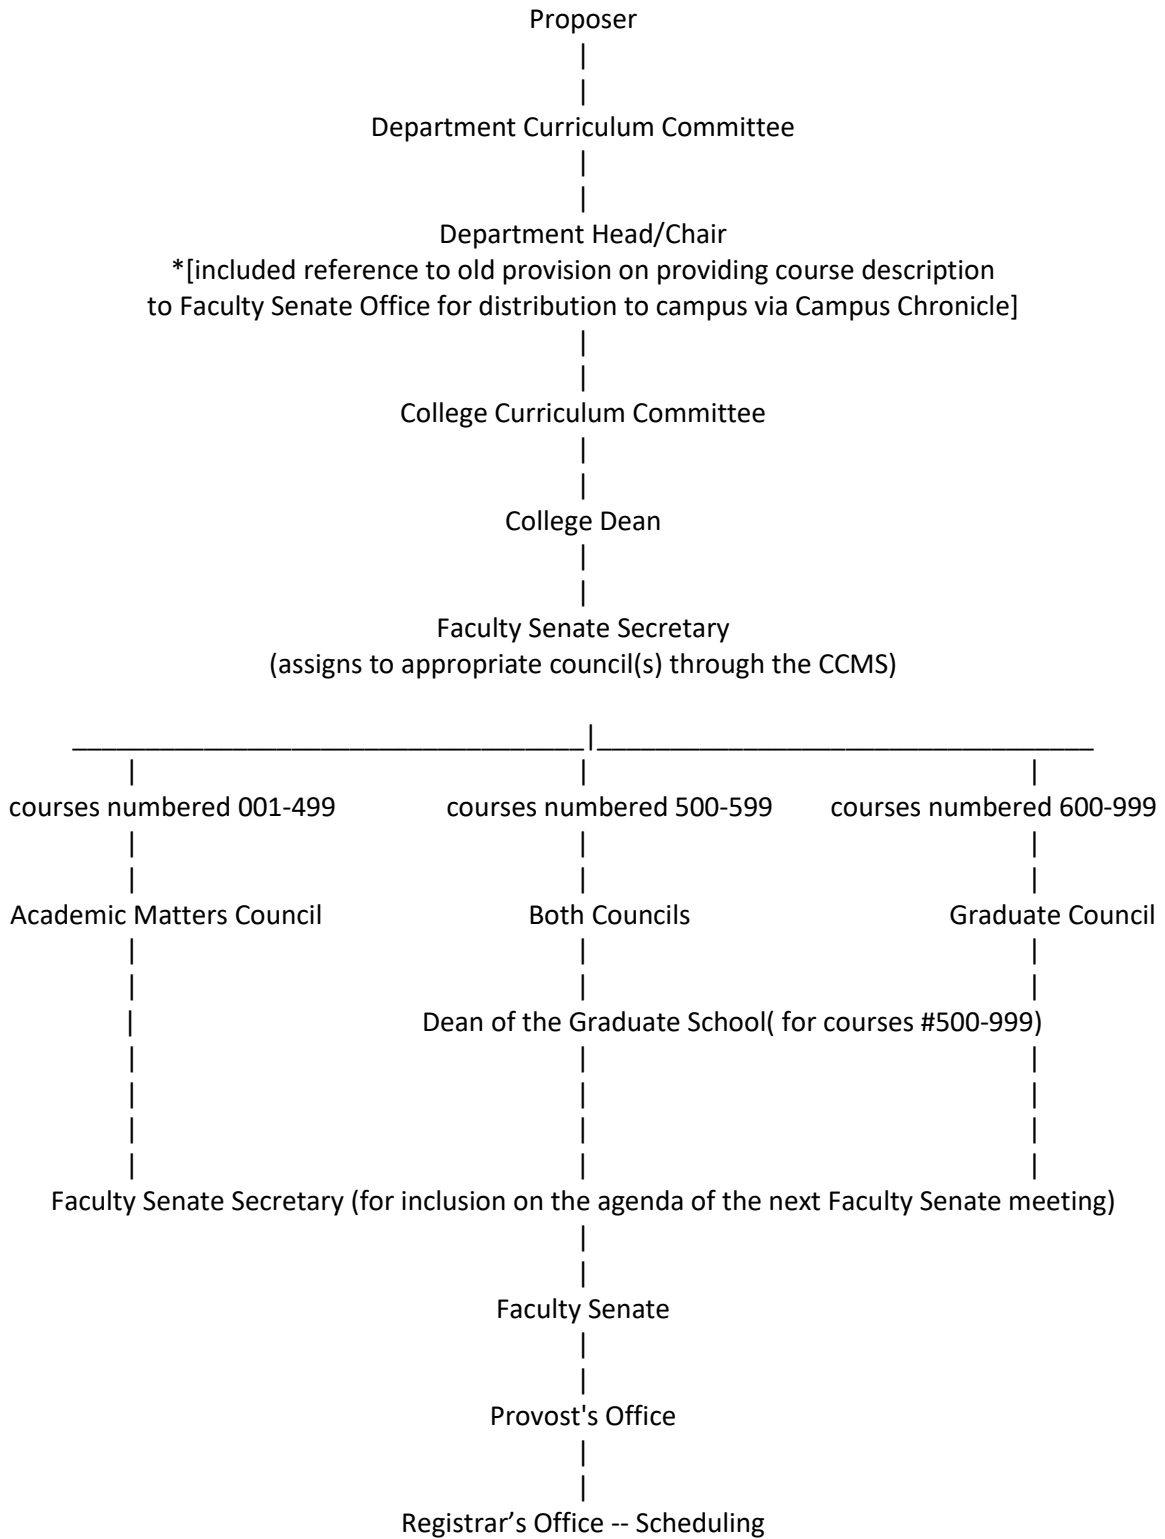 Proposer
Department Curriculum Committee
Department Head/Chair
*[included reference to old provision on providing course description
to Faculty Senate Office for distribution to campus via Campus Chronicle]
College Curriculum Committee
College Dean
Faculty Senate Secretary
(assigns to appropriate council(s) through the CCMS)
courses numbered 001-499 courses numbered 500-599 courses numbered 600-999
Academic Matters Council Both Councils Graduate Council
Dean of the Graduate School( for courses #500-999)
Faculty Senate Secretary (for inclusion on the agenda of the next Faculty Senate meeting)
Faculty Senate
Provost's Office
Registrar’s Office -- Scheduling